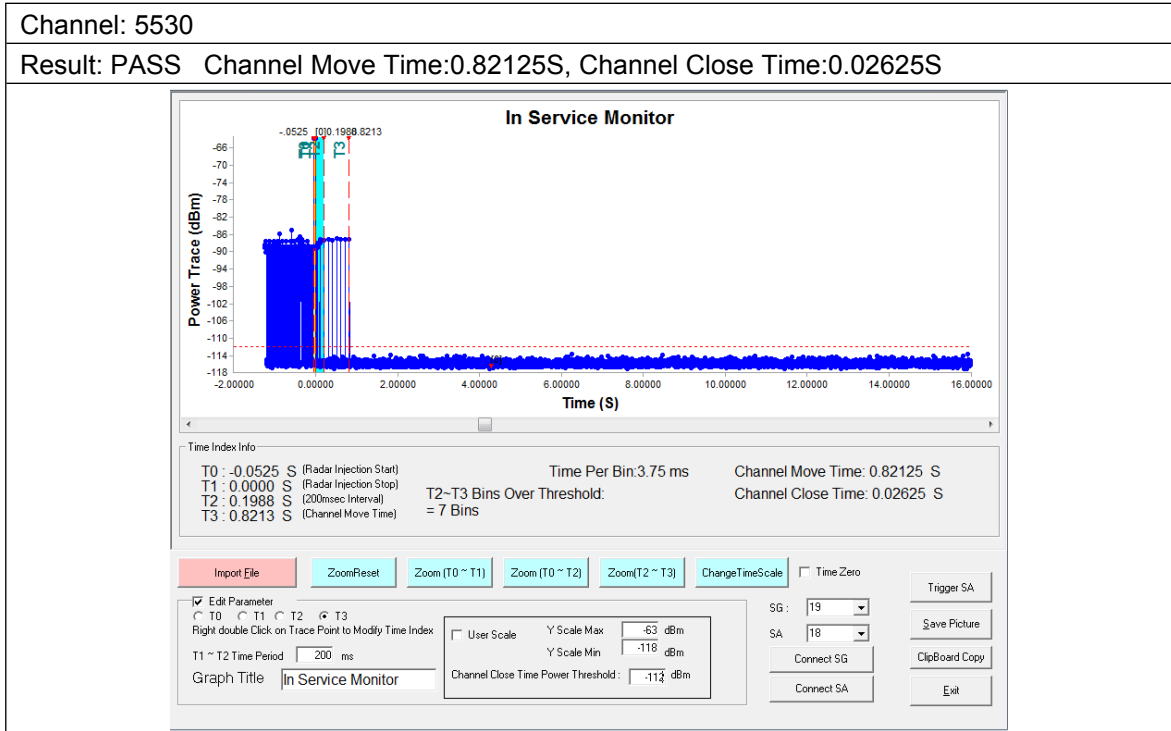 Channel: 5530
Result: PASS Channel Move Time:0.82125S, Channel Close Time:0.02625S
In Service Monitor
-.0525 [0]0.1988 0.8213
T2 T3
-66
-70
-74
-78
-82
-86
-90
-94
-98
-102
-106
-110
-114
-118
Power Trace (dBm)
-2.00000 0.00000 2.00000 4.00000 6.00000 8.00000 10.00000 12.00000 14.00000 16.00000
Time (S)
Time Index Info
T0 : -0.0525 S (Radar Injection Start)
T1 : 0.0000 S (Radar Injection Stop)
T2 : 0.1988 S (200msec Interval)
T3 : 0.8213 S (Channel Move Time)
Time Per Bin:3.75 ms
T2~T3 Bins Over Threshold:
= 7 Bins
Channel Move Time: 0.82125 S
Channel Close Time: 0.02625 S
Import File ZoomReset Zoom (T0 ~ T1) Zoom (T0 ~ T2) Zoom(T2 ~ T3) ChangeTimeScale Time Zero
Edit Parameter
T0 T1 T2 T3
Right double Click on Trace Point to Modify Time Index
T1 ~ T2 Time Period 200 ms
Graph Title In Service Monitor
User Scale
Y Scale Max -63 dBm
Y Scale Min -118 dBm
Channel Close Time Power Threshold : -112 dBm
SG : 19
SA 18
Connect SG
Connect SA
Trigger SA
Save Picture
ClipBoard Copy
Exit